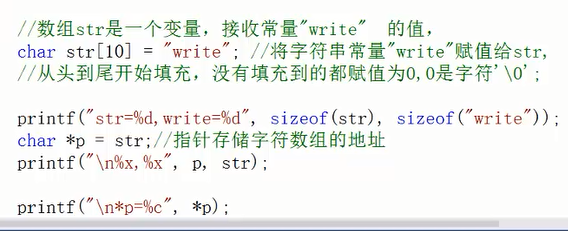 //数组str是一个变量，接收常量"write"  的值，
char str[10] = "write"; //将字符串常量"write"赋值给str,
//从头到尾开始填充，没有填充到的都赋值为0,0是字符'\0';
printf("str=%d,write=%d", sizeof(str), sizeof("write"));
char *p = str;//指针存储字符数组的地址
printf("\n%x,%x", p, str);
printf("\n*p=%c", *p);